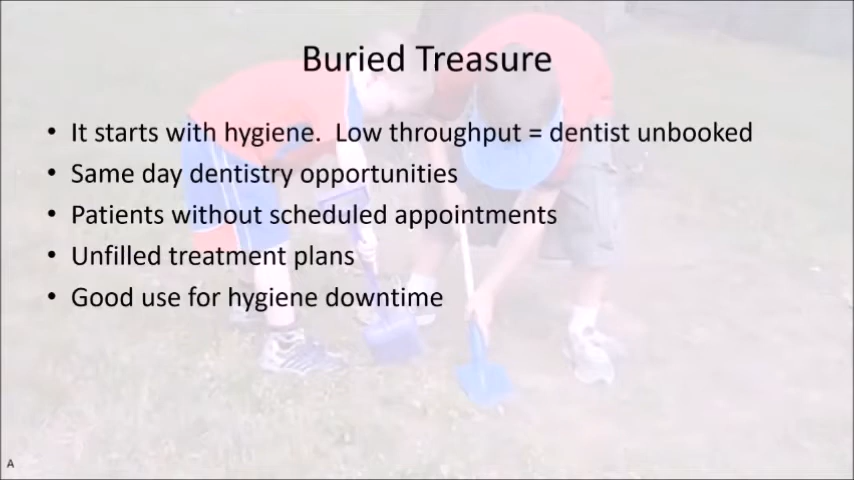 Buried Treasure
• It starts with hygiene.  Low throughput = dentist unbooked
• Same day dentistry opportunities
• Patients without scheduled appointments
• Unfilled treatment plans
• Good use for hygiene downtime
A